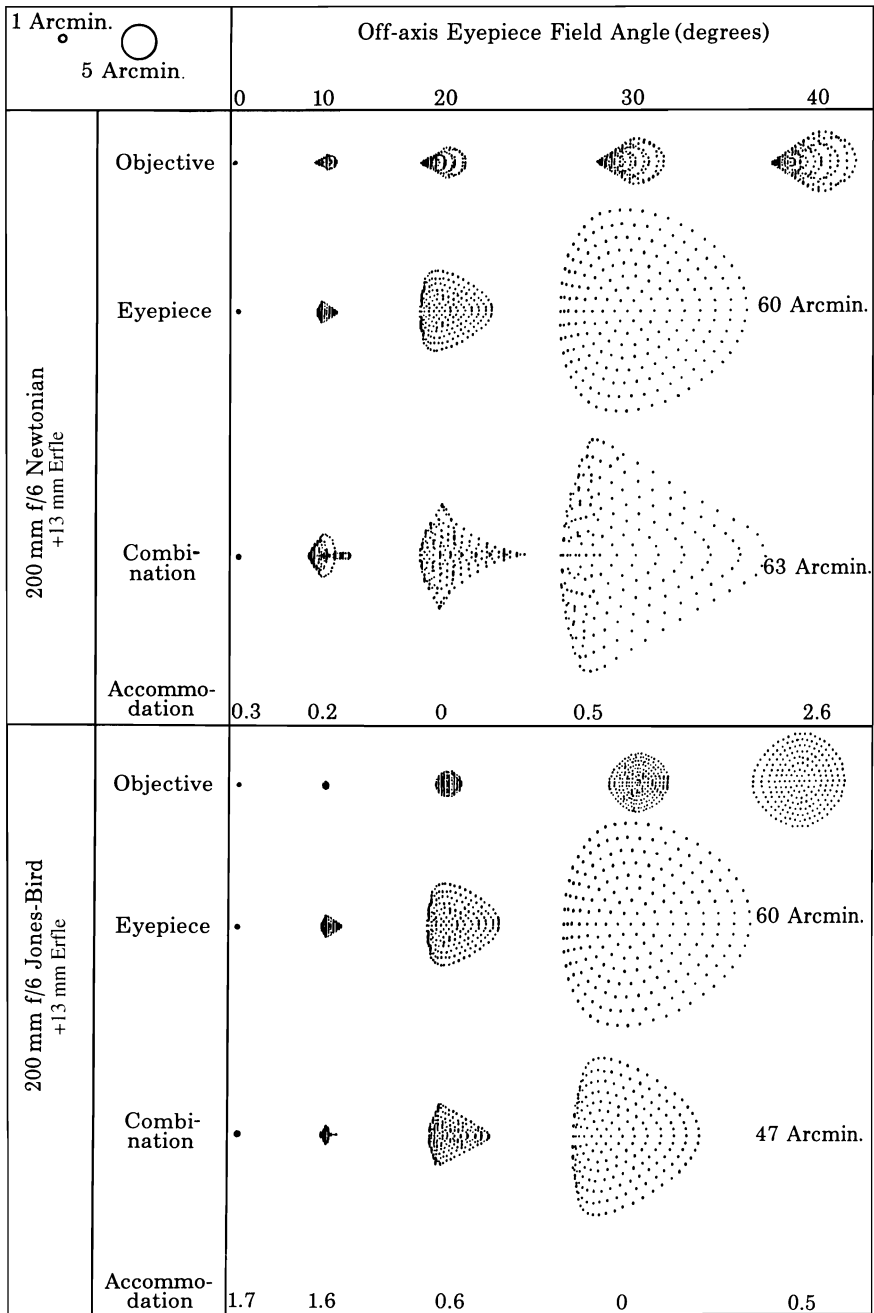 1 Arcmin.
5 Arcmin.
Off-axis Eyepiece Field Angle (degrees)
0 10 20 30 40
200 mm f/6 Newtonian
+13 mm Erfle
Objective
Eyepiece
60 Arcmin.
Combi-
nation
63 Arcmin.
Accommo-
dation
0.3 0.2 0 0.5 2.6
200 mm f/6 Jones-Bird
+13 mm Erfle
Objective
Eyepiece
60 Arcmin.
Combi-
nation
47 Arcmin.
Accommo-
dation
1.7 1.6 0.6 0 0.5